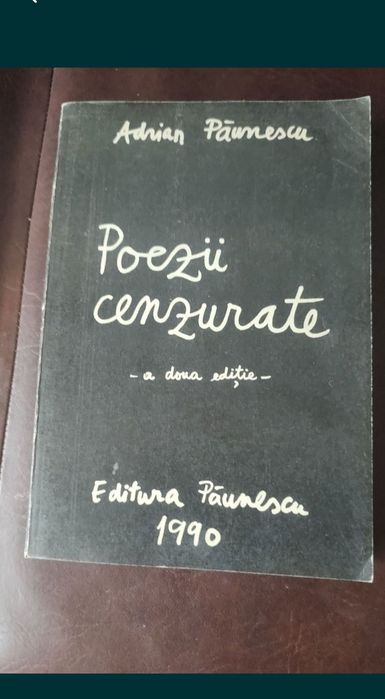 Adrian Păunescu
Poezii
cenzurate
- a doua ediție -
Editura Păunescu
1990